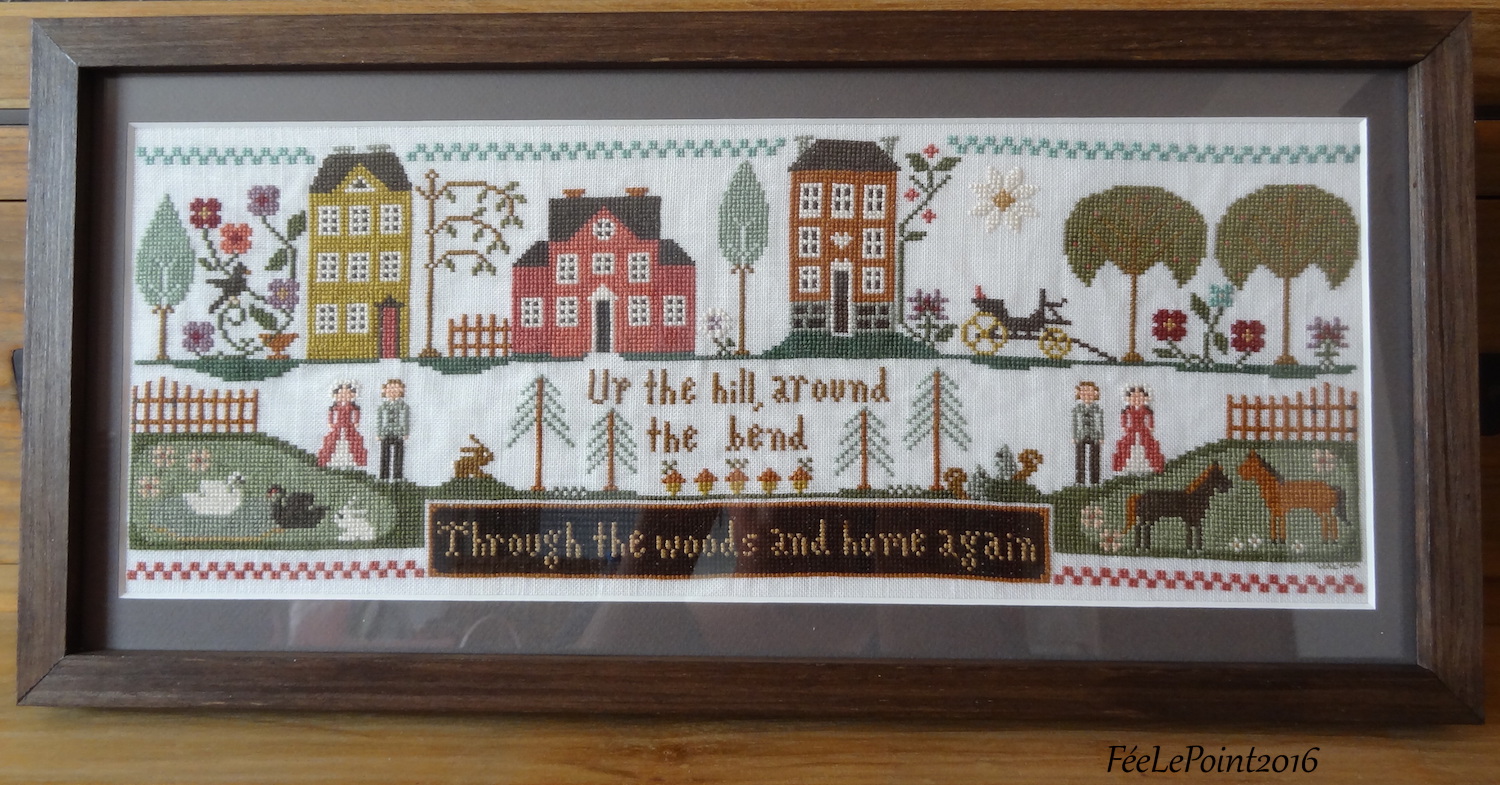 Up the hill, around
the bend
Through the woods and home again
FéeLePoint2016